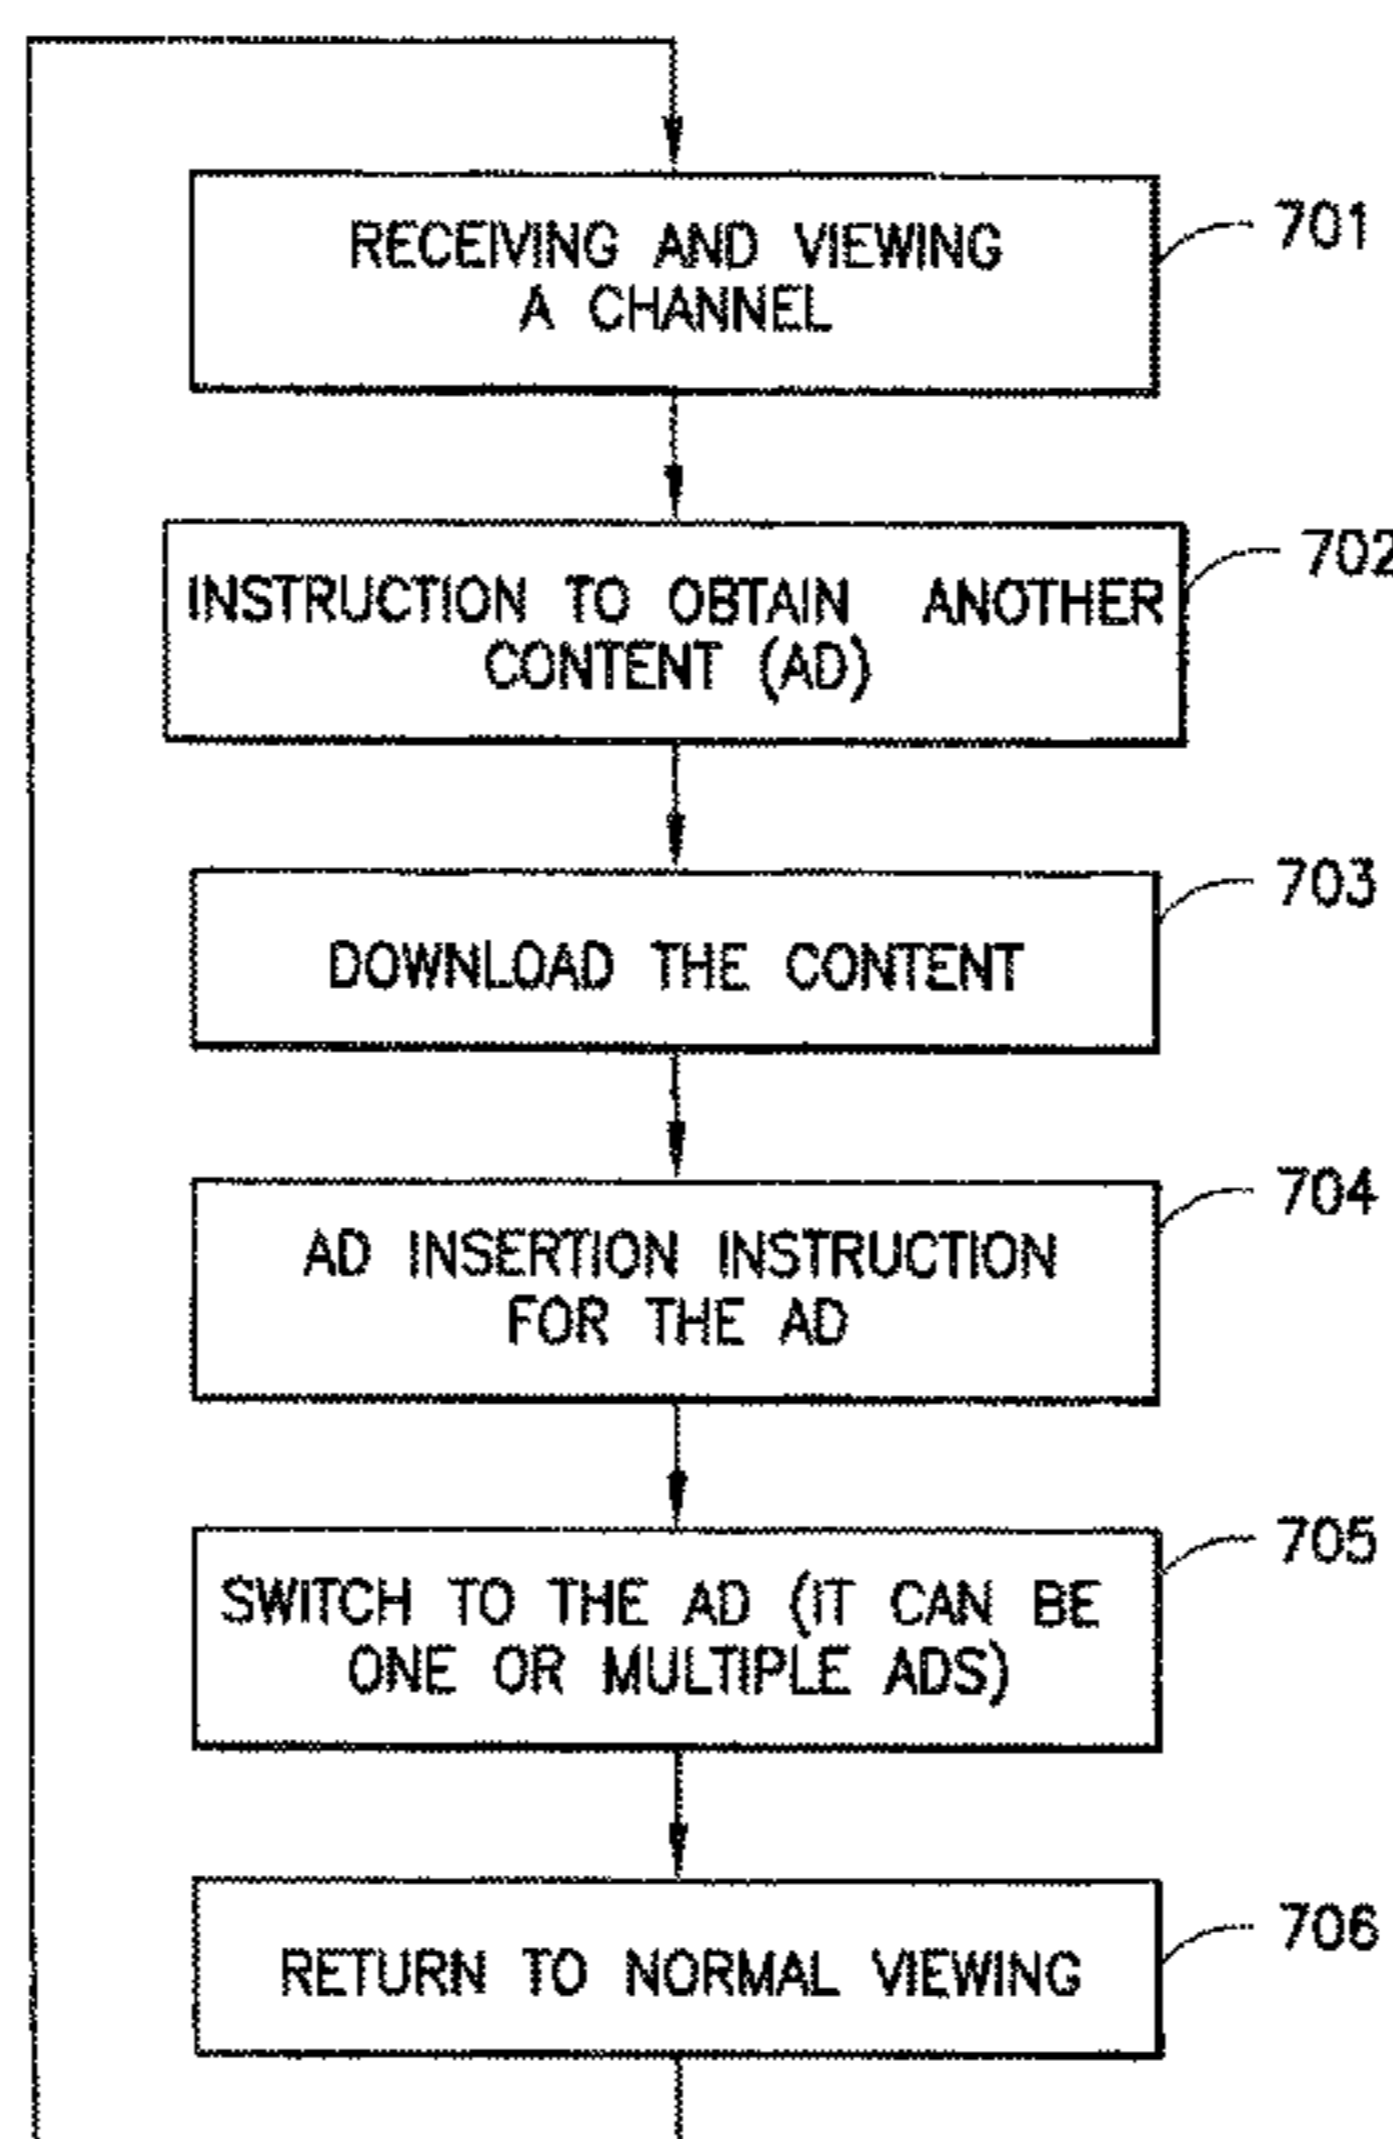 RECEIVING AND VIEWING
A CHANNEL
701
INSTRUCTION TO OBTAIN ANOTHER
CONTENT (AD)
702
DOWNLOAD THE CONTENT
703
AD INSERTION INSTRUCTION
FOR THE AD
704
SWITCH TO THE AD (IT CAN BE
ONE OR MULTIPLE ADS)
705
RETURN TO NORMAL VIEWING
706